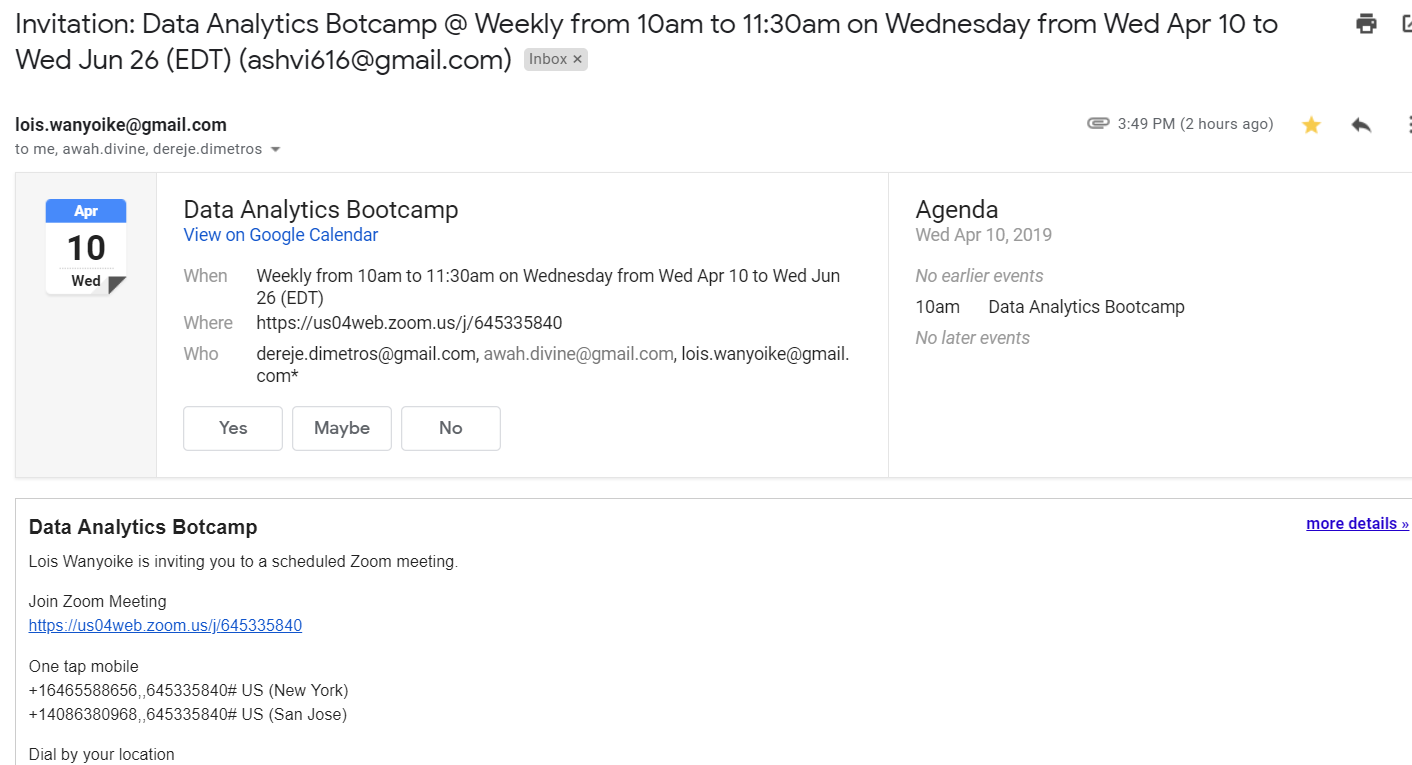 Invitation: Data Analytics Botcamp @ Weekly from 10am to 11:30am on Wednesday from Wed Apr 10 to
Wed Jun 26 (EDT) (ashvi616@gmail.com) Inbox ×
lois.wanyoike@gmail.com
3:49 PM (2 hours ago)
to me, awah.divine, dereje.dimetros
Apr
10
Wed
Data Analytics Bootcamp
View on Google Calendar
When Weekly from 10am to 11:30am on Wednesday from Wed Apr 10 to Wed Jun
26 (EDT)
Where https://us04web.zoom.us/j/645335840
Who dereje.dimetros@gmail.com, awah.divine@gmail.com, lois.wanyoike@gmail.
com*
Yes Maybe No
Agenda
Wed Apr 10, 2019
No earlier events
10am Data Analytics Bootcamp
No later events
Data Analytics Botcamp
more details »
Lois Wanyoike is inviting you to a scheduled Zoom meeting.
Join Zoom Meeting
https://us04web.zoom.us/j/645335840
One tap mobile
+16465588656,,645335840# US (New York)
+14086380968,,645335840# US (San Jose)
Dial by your location